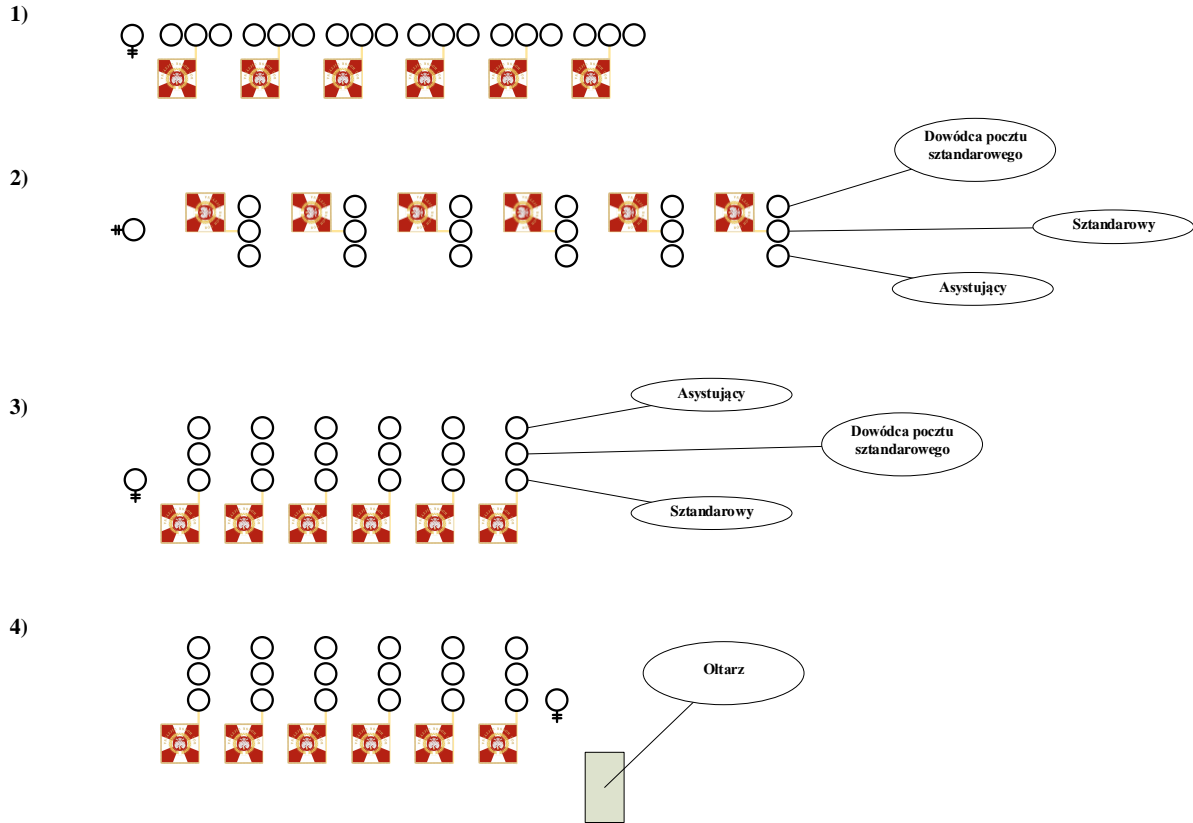 1)
2)
Dowódca pocztu
sztandarowego
Sztandarowy
Asystujący
3)
Asystujący
Dowódca pocztu
sztandarowego
Sztandarowy
4)
Ołtarz